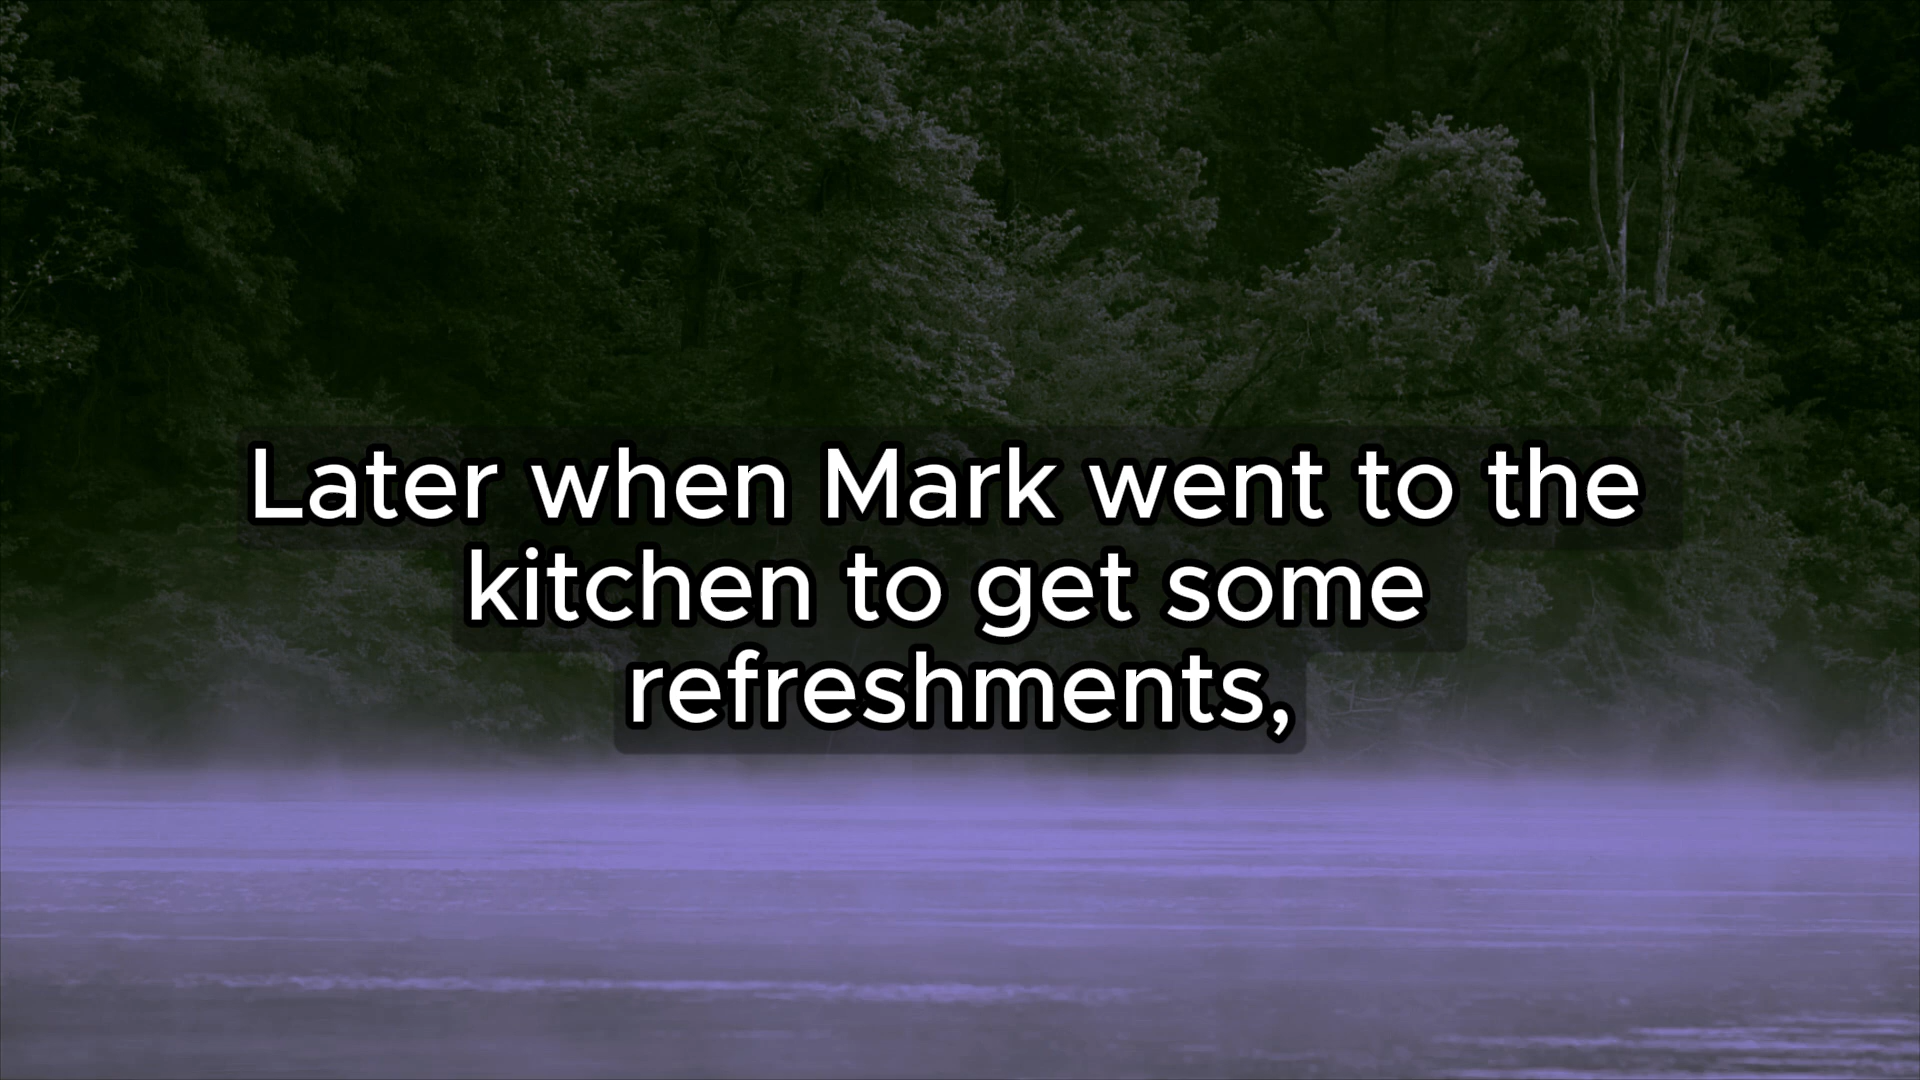 Later when Mark went to the
kitchen to get some
refreshments,